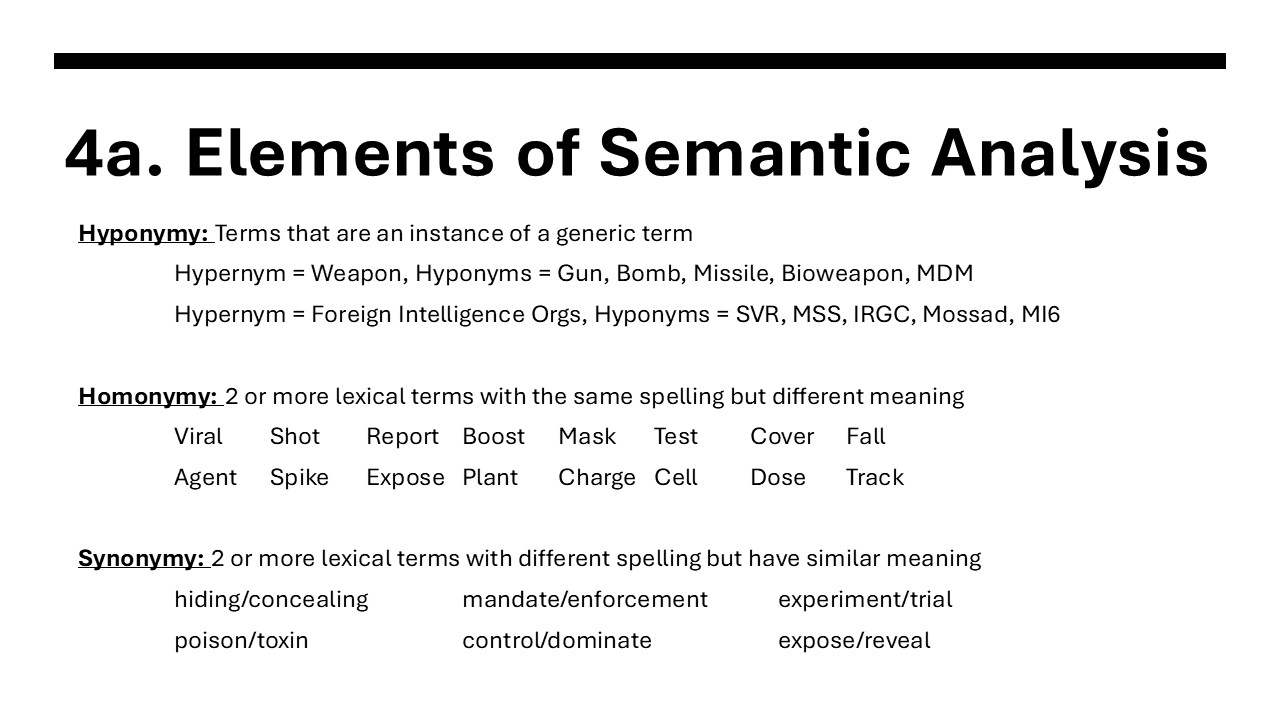 4a. Elements of Semantic Analysis
Hyponymy: Terms that are an instance of a generic term
Hypernym = Weapon, Hyponyms = Gun, Bomb, Missile, Bioweapon, MDM
Hypernym = Foreign Intelligence Orgs, Hyponyms = SVR, MSS, IRGC, Mossad, MI6
Homonymy: 2 or more lexical terms with the same spelling but different meaning
Viral Shot Report Boost Mask Test Cover Fall
Agent Spike Expose Plant Charge Cell Dose Track
Synonymy: 2 or more lexical terms with different spelling but have similar meaning
hiding/concealing mandate/enforcement experiment/trial
poison/toxin control/dominate expose/reveal